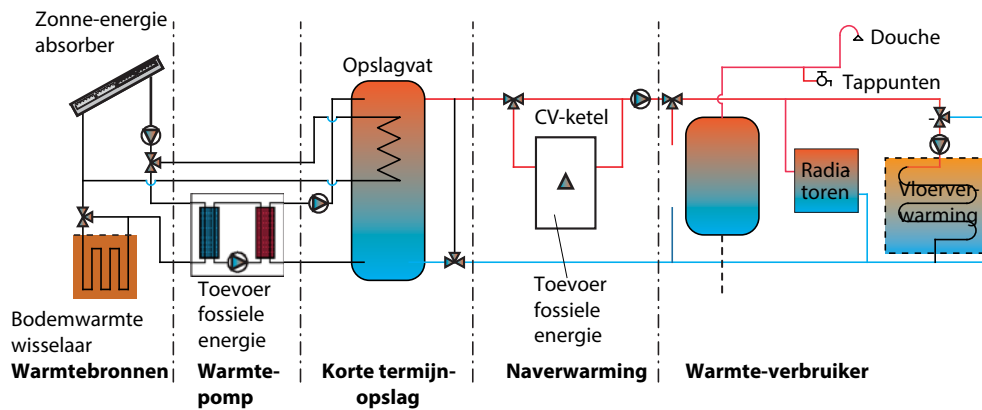 Zonne-energie
absorber
Opslagvat
CV-ketel
Douche
Tappunten
Radia
toren
Vloerver-
warming
Bodemwarmte
wisselaar
Toevoer
fossiele
energie
Toevoer
fossiele
energie
Warmtebronnen
Warmte-
pomp
Korte termijn-
opslag
Naverwarming
Warmte-verbruiker